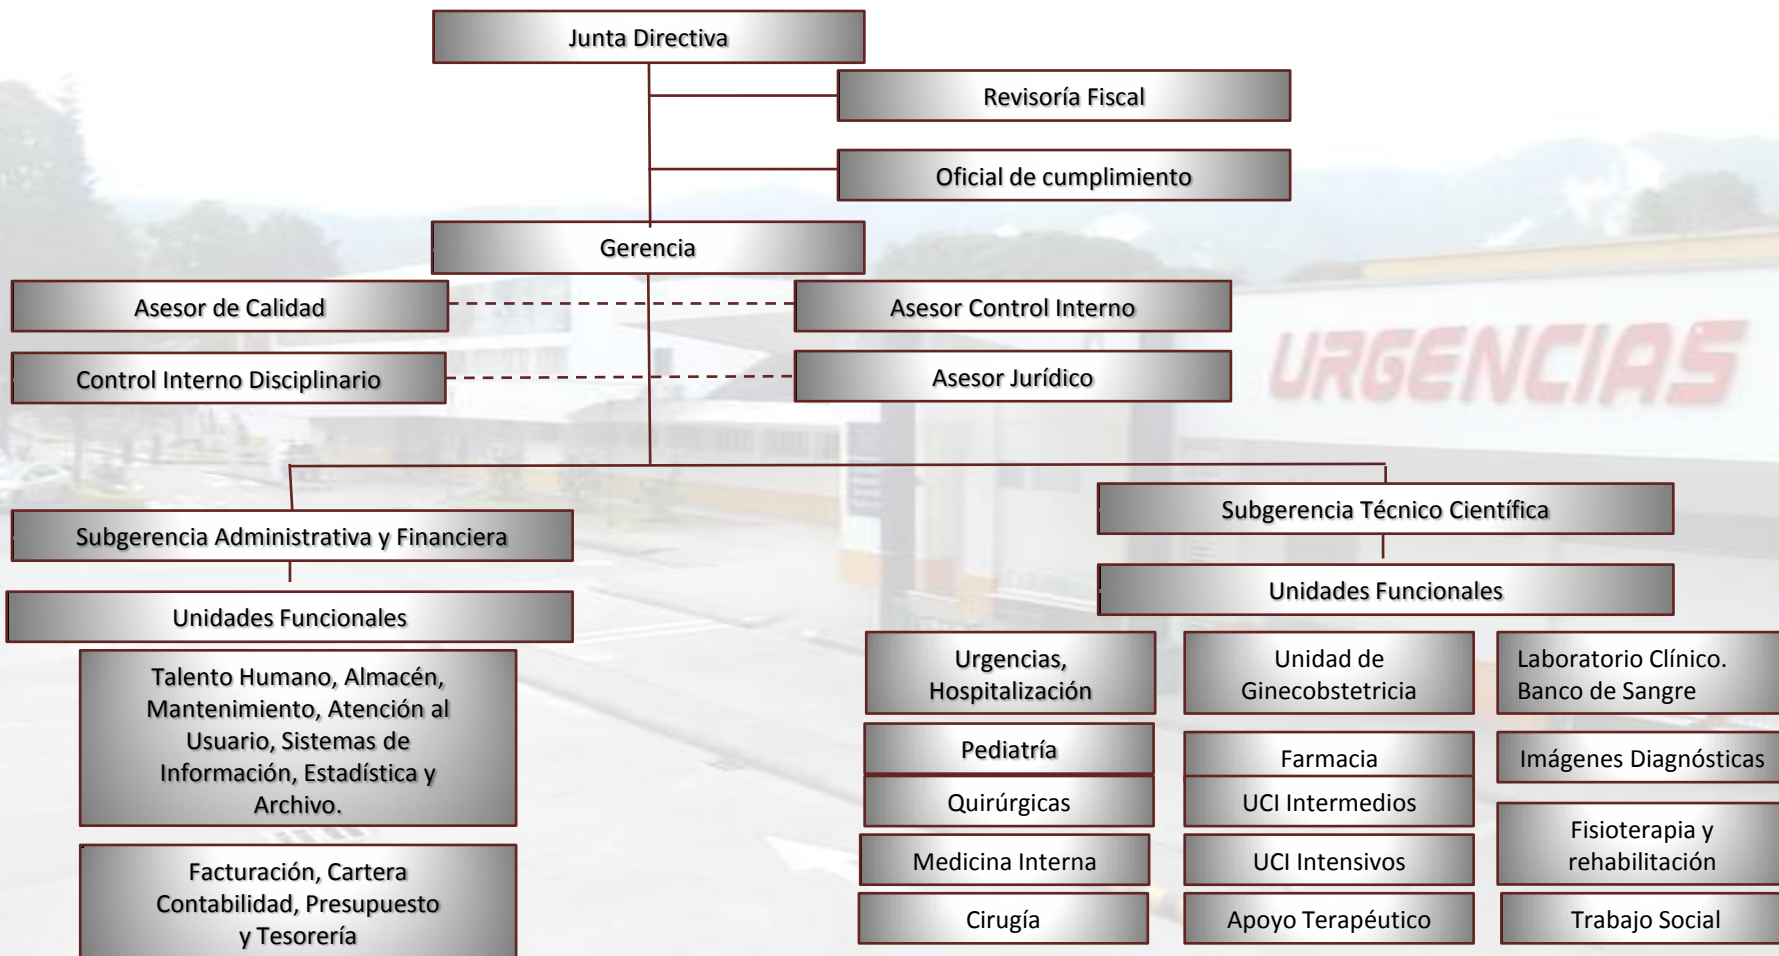 Junta Directiva
Revisoría Fiscal
Oficial de cumplimiento
Gerencia
Asesor de Calidad
Asesor Control Interno
Control Interno Disciplinario
Asesor Jurídico
URGENCIAS
Subgerencia Administrativa y Financiera
Subgerencia Técnico Científica
Unidades Funcionales
Unidades Funcionales
Talento Humano, Almacén,
Mantenimiento, Atención al
Usuario, Sistemas de
Información, Estadística y
Archivo.
Facturación, Cartera
Contabilidad, Presupuesto
y Tesorería
Urgencias,
Hospitalización
Unidad de
Ginecobstetricia
Laboratorio Clínico.
Banco de Sangre
Pediatría
Farmacia
Imágenes Diagnósticas
Quirúrgicas
UCI Intermedios
Fisioterapia y
rehabilitación
Medicina Interna
UCI Intensivos
Cirugía
Apoyo Terapéutico
Trabajo Social